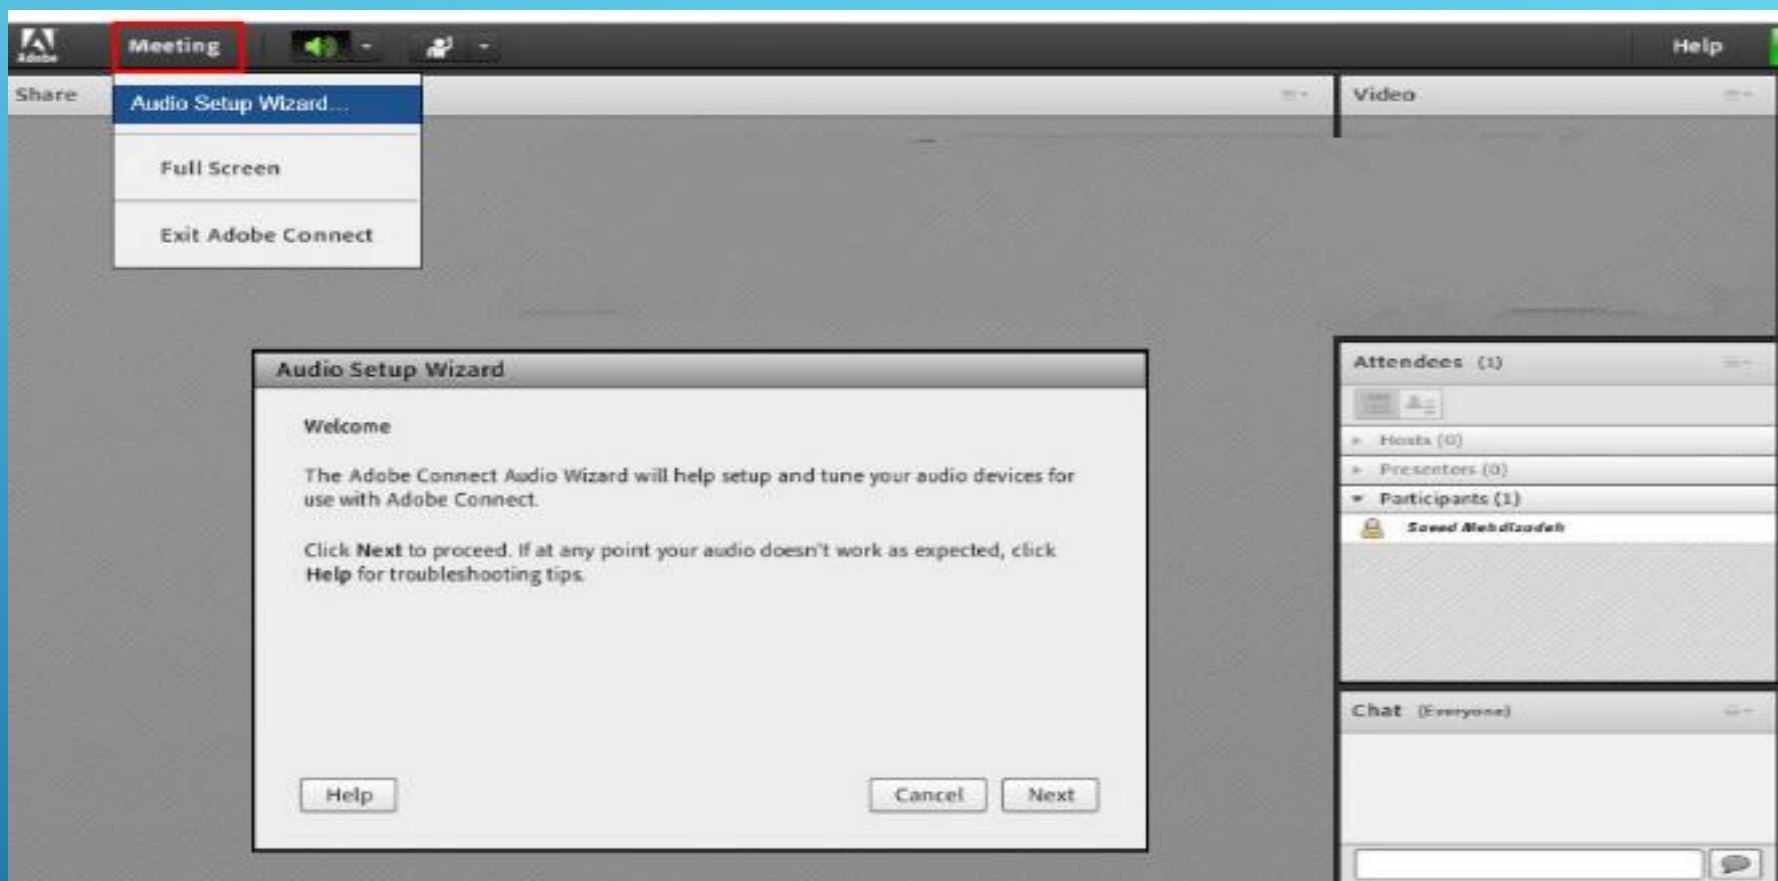 Adobe
Meeting
Help
Share
Audio Setup Wizard...
Full Screen
Exit Adobe Connect
Video
Audio Setup Wizard
Welcome
The Adobe Connect Audio Wizard will help setup and tune your audio devices for
use with Adobe Connect.
Click Next to proceed. If at any point your audio doesn't work as expected, click
Help for troubleshooting tips.
Help
Cancel
Next
Attendees (1)
Hosts (0)
Presenters (0)
Participants (1)
Saeed Mehdizadeh
Chat (Everyone)